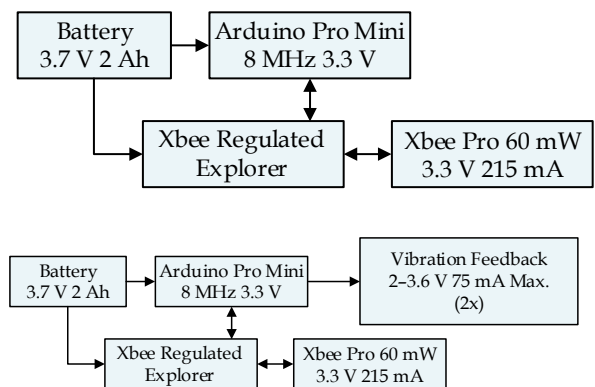 Battery
3.7 V 2 Ah
Arduino Pro Mini
8 MHz 3.3 V
Xbee Regulated
Explorer
Xbee Pro 60 mW
3.3 V 215 mA
Battery
3.7 V 2 Ah
Arduino Pro Mini
8 MHz 3.3 V
Vibration Feedback
2–3.6 V 75 mA Max.
(2x)
Xbee Regulated
Explorer
Xbee Pro 60 mW
3.3 V 215 mA